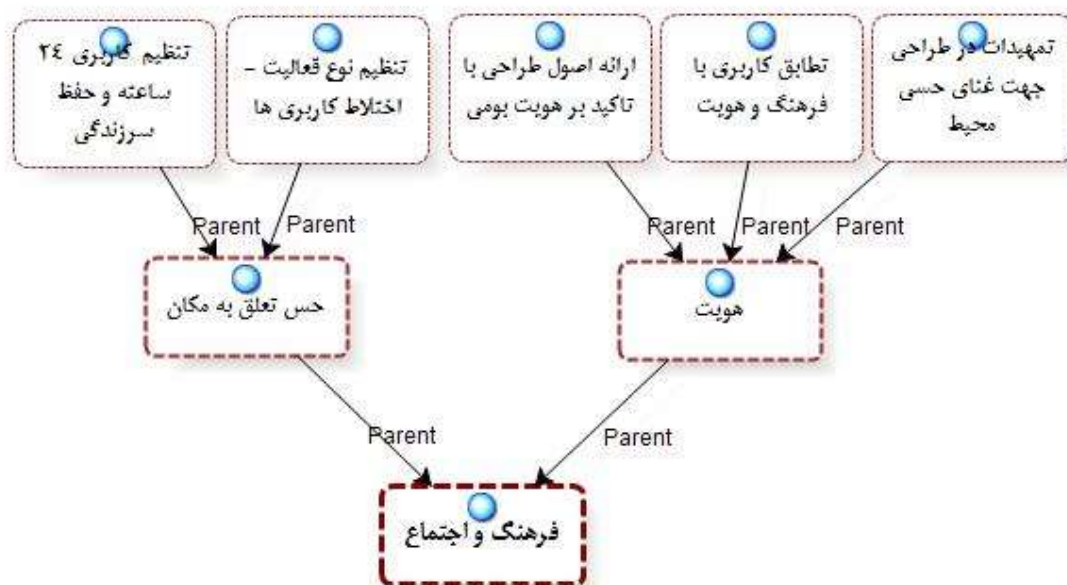 تمهیدات در طراحی
جهت غنای حسی
محیط
تطابق کاربری با
فرهنگ و هویت
ارائه اصول طراحی با
تاکید بر هویت بومی
تنظیم نوع فعالیت –
اختلاط کاربری ها
تنظیم کاربری ٢٤
ساعته و حفظ
سرزندگی
Parent
Parent
Parent
Parent
Parent
هویت
حس تعلق به مکان
Parent
Parent
فرهنگ و اجتماع